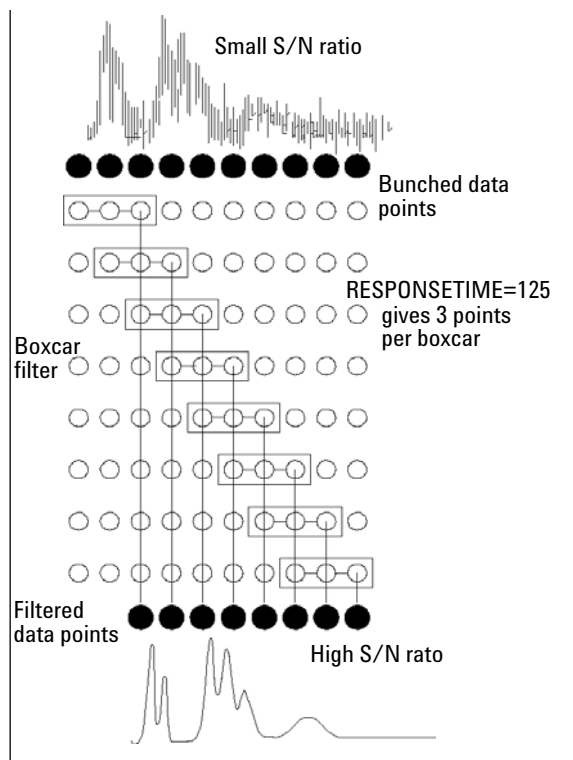 Small S/N ratio
Bunched data
points
RESPONSETIME=125
gives 3 points
per boxcar
Boxcar
filter
Filtered
data points
High S/N rato